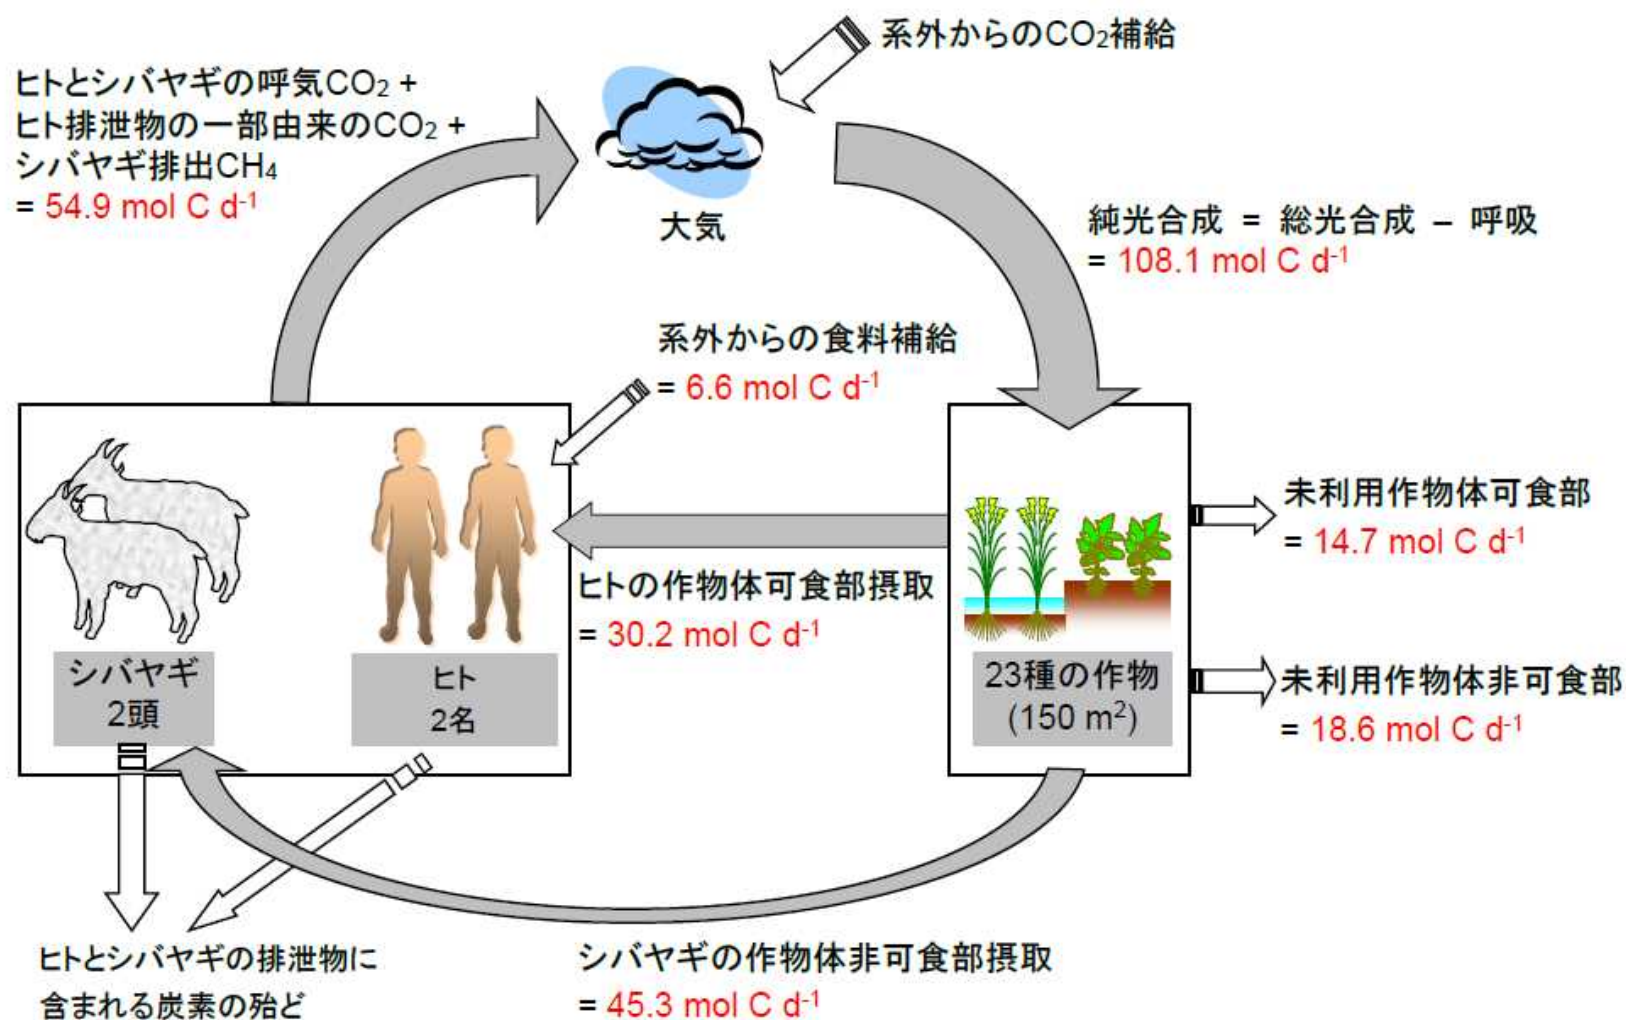 系外からのCO₂補給
ヒトとシバヤギの呼気CO₂ +
ヒト排泄物の一部由来のCO₂ +
シバヤギ排出CH₄
= 54.9 mol C d⁻¹
大気
純光合成 = 総光合成 – 呼吸
= 108.1 mol C d⁻¹
系外からの食料補給
= 6.6 mol C d⁻¹
未利用作物体可食部
= 14.7 mol C d⁻¹
ヒトの作物体可食部摂取
= 30.2 mol C d⁻¹
シバヤギ
2頭
ヒト
2名
23種の作物
(150 m²)
未利用作物体非可食部
= 18.6 mol C d⁻¹
ヒトとシバヤギの排泄物に
含まれる炭素の殆ど
シバヤギの作物体非可食部摂取
= 45.3 mol C d⁻¹